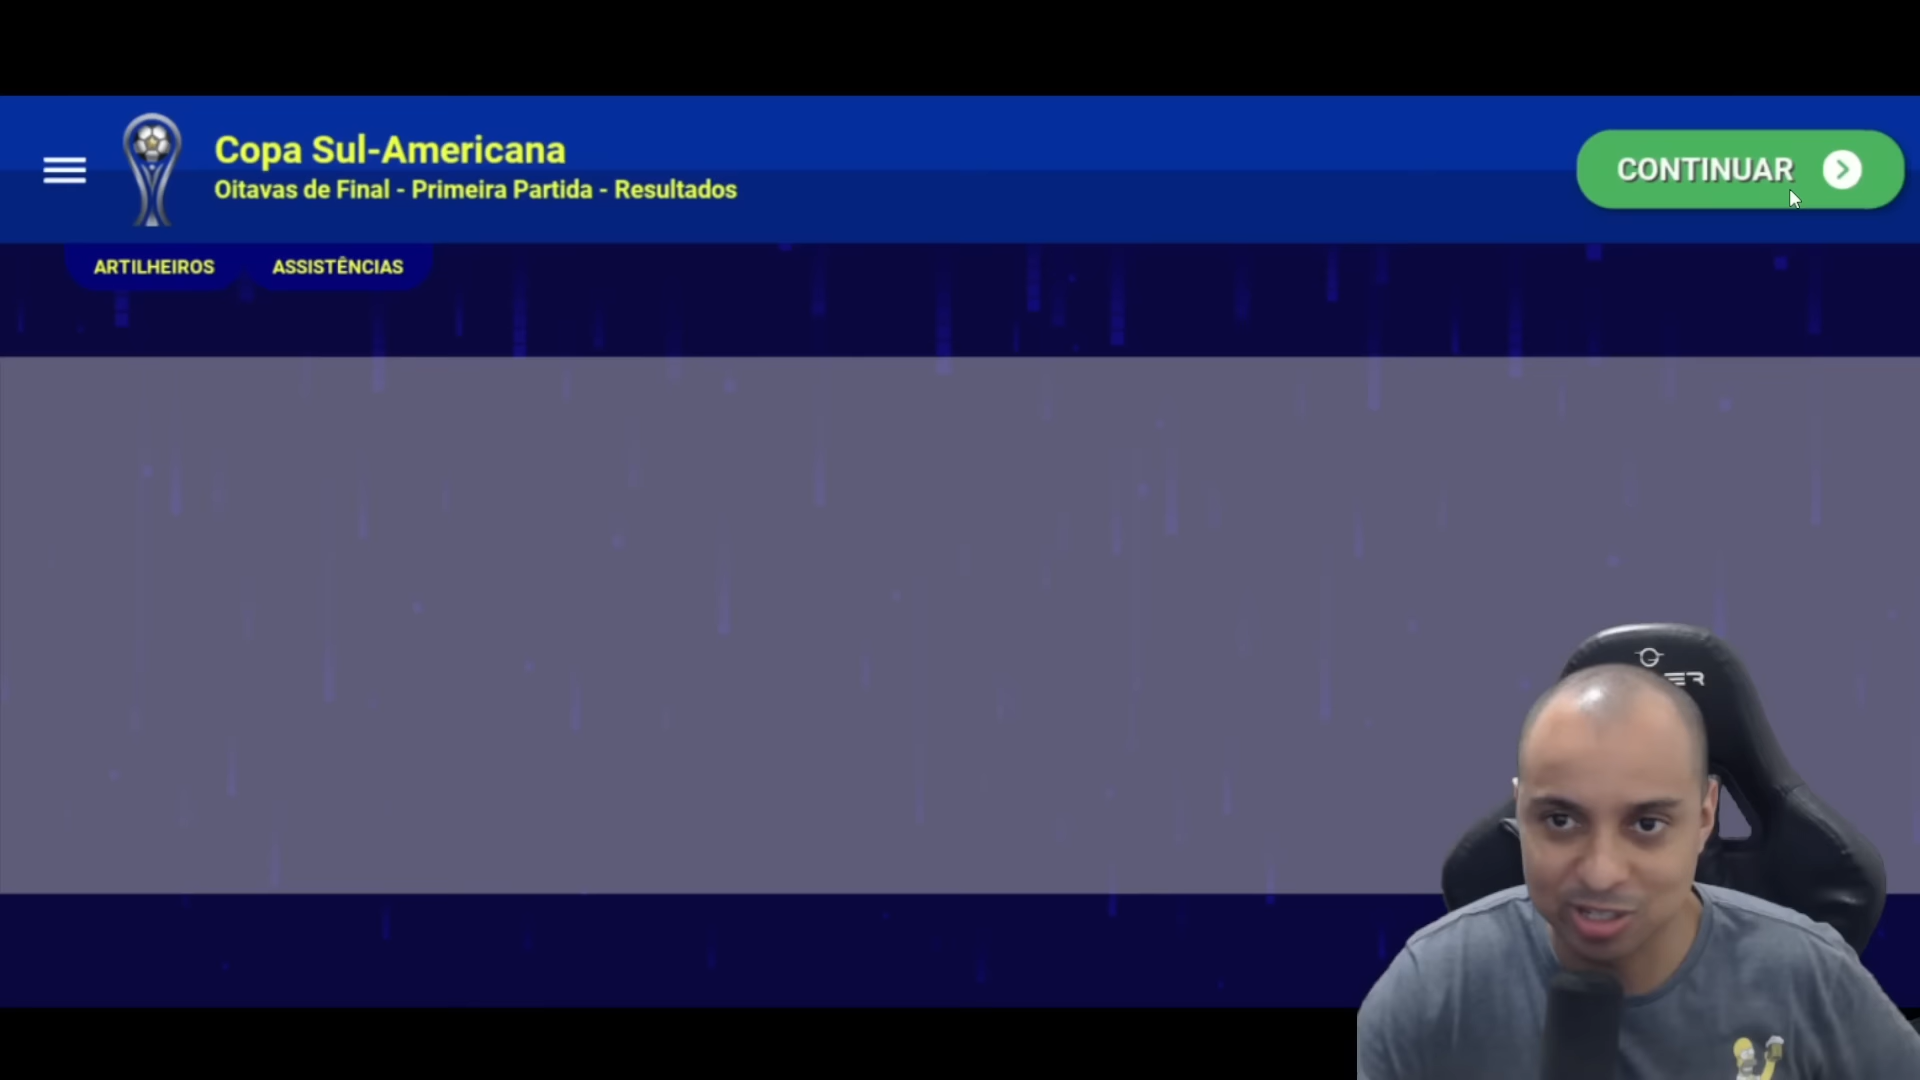 Copa Sul-Americana
Oitavas de Final - Primeira Partida - Resultados
CONTINUAR
ARTILHEIROS
ASSISTÊNCIAS